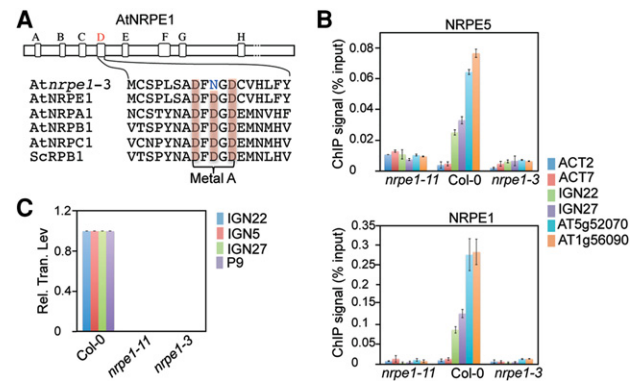 A
AtNRPE1
A B C D E F G H
Atnrpe1-3 MCSPLSADFNGDCVHLFY
AtNRPE1 MCSPLSADFDGDCVHLFY
AtNRPA1 NCSTYNADFDGDEMNVHF
AtNRPB1 VTSPYNADFDGDEMNMHV
AtNRPC1 VCNPYNADFDGDEMNMHV
ScRPB1 VTSPYNADFDGDEMNLHV
Metal A
B
NRPE5
ChIP signal (% input)
0.08
0.06
0.04
0.02
0
nrpe1-11 Col-0 nrpe1-3
NRPE1
ChIP signal (% input)
0.35
0.3
0.25
0.2
0.15
0.1
0.05
0
nrpe1-11 Col-0 nrpe1-3
ACT2
ACT7
IGN22
IGN27
AT5g52070
AT1g56090
C
Rel. Tran. Lev
1.2
0.8
0.4
0
Col-0 nrpe1-11 nrpe1-3
IGN22
IGN5
IGN27
P9